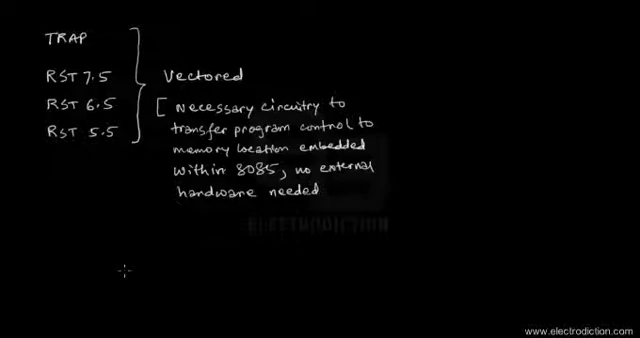 TRAP
RST 7.5
Vectored
RST 6.5
[ Necessary circuitry to
RST 5.5
transfer program control to
memory location embedded
within 8085, no external
hardware needed
www.electrodiction.com